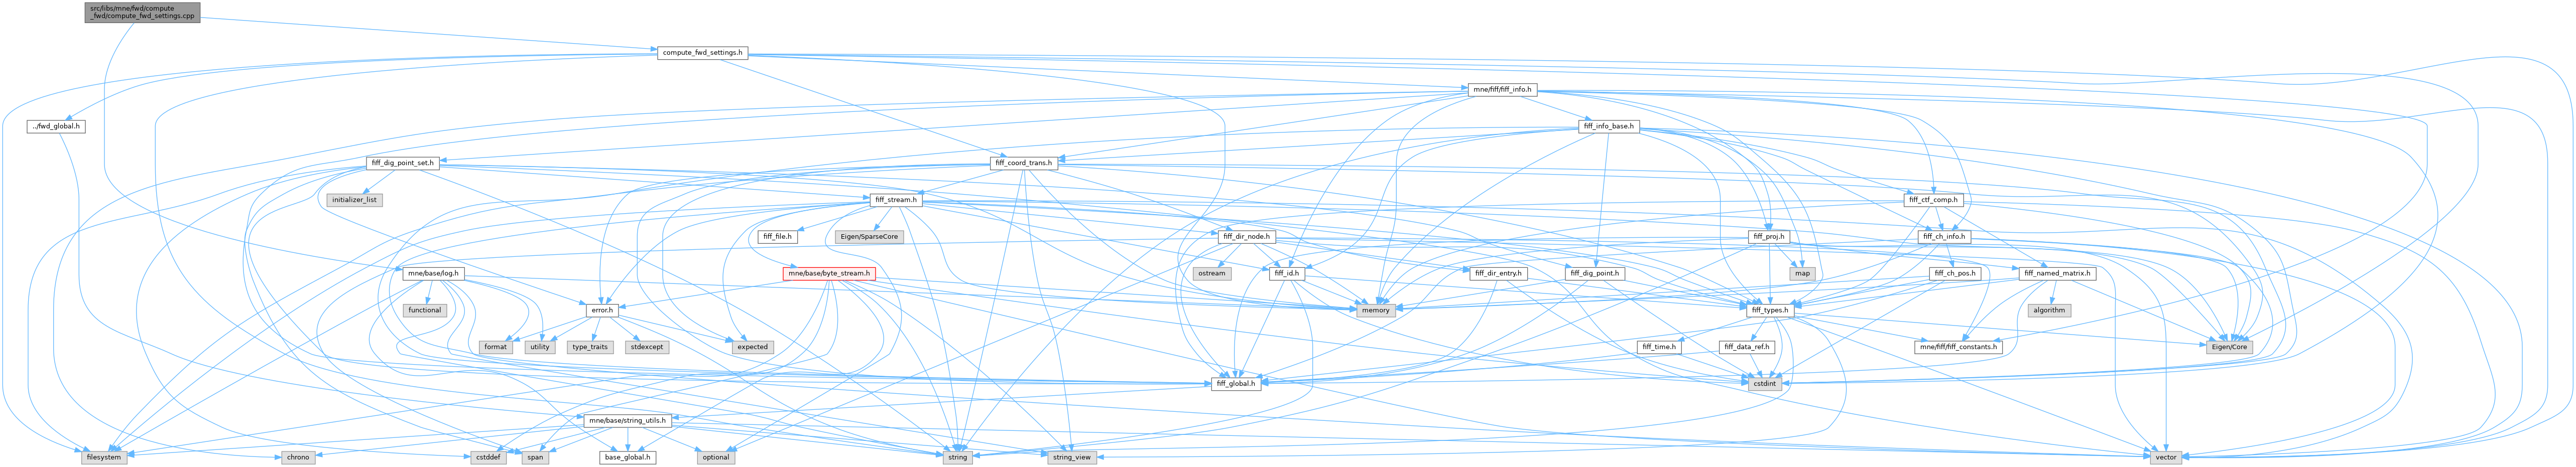 src/libs/mne/fwd/compute
_fwd/compute_fwd_settings.cpp
compute_fwd_settings.h
mne/fiff/fiff_info.h
../fwd_global.h
fiff_info_base.h
fiff_dig_point_set.h
fiff_coord_trans.h
initializer_list
fiff_stream.h
fiff_ctf_comp.h
fiff_file.h
Eigen/SparseCore
fiff_dir_node.h
fiff_proj.h
fiff_ch_info.h
mne/base/log.h
mne/base/byte_stream.h
ostream
fiff_id.h
fiff_dir_entry.h
fiff_dig_point.h
map
fiff_ch_pos.h
fiff_named_matrix.h
functional
error.h
memory
fiff_types.h
algorithm
format
utility
type_traits
stdexcept
expected
fiff_time.h
fiff_data_ref.h
mne/fiff/fiff_constants.h
Eigen/Core
fiff_global.h
cstdint
mne/base/string_utils.h
filesystem
chrono
cstddef
span
base_global.h
optional
string
string_view
vector